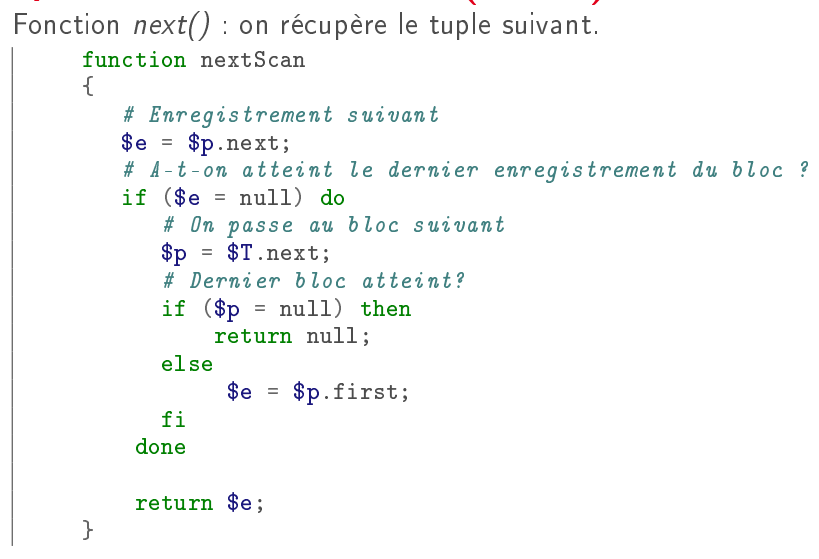 Fonction next() : on récupère le tuple suivant.
function nextScan
{
# Enregistrement suivant
$e = $p.next;
# A-t-on atteint le dernier enregistrement du bloc ?
if ($e = null) do
# On passe au bloc suivant
$p = $T.next;
# Dernier bloc atteint?
if ($p = null) then
return null;
else
$e = $p.first;
fi
done
return $e;
}